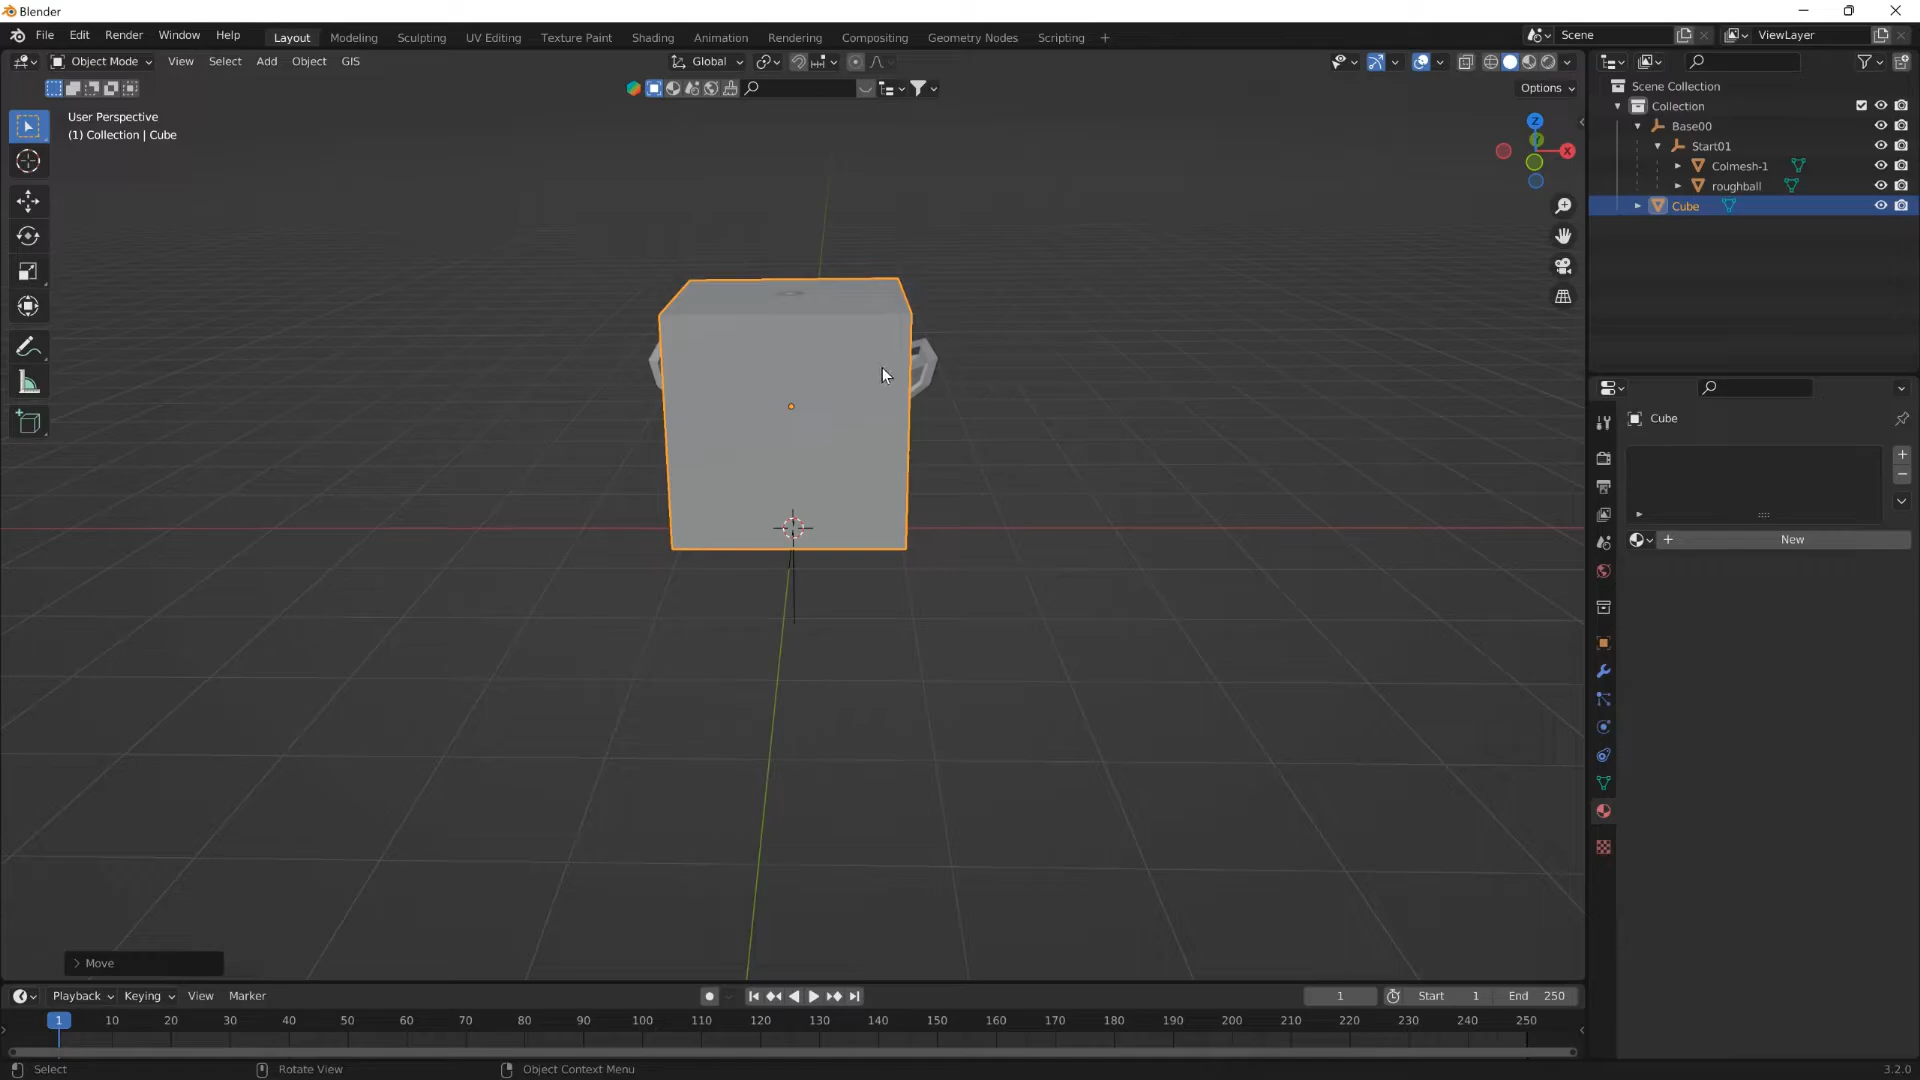 Blender
File Edit Render Window Help
Layout Modeling Sculpting UV Editing Texture Paint Shading Animation Rendering Compositing Geometry Nodes Scripting +
Scene
ViewLayer
Object Mode View Select Add Object GIS
Global
Options
User Perspective
(1) Collection | Cube
Z
Y
X
Scene Collection
Collection
Base00
Start01
Colmesh-1
roughball
Cube
Cube
New
Move
Playback Keying View Marker
1
Start 1
End 250
1 10 20 30 40 50 60 70 80 90 100 110 120 130 140 150 160 170 180 190 200 210 220 230 240 250
Select
Rotate View
Object Context Menu
3.2.0